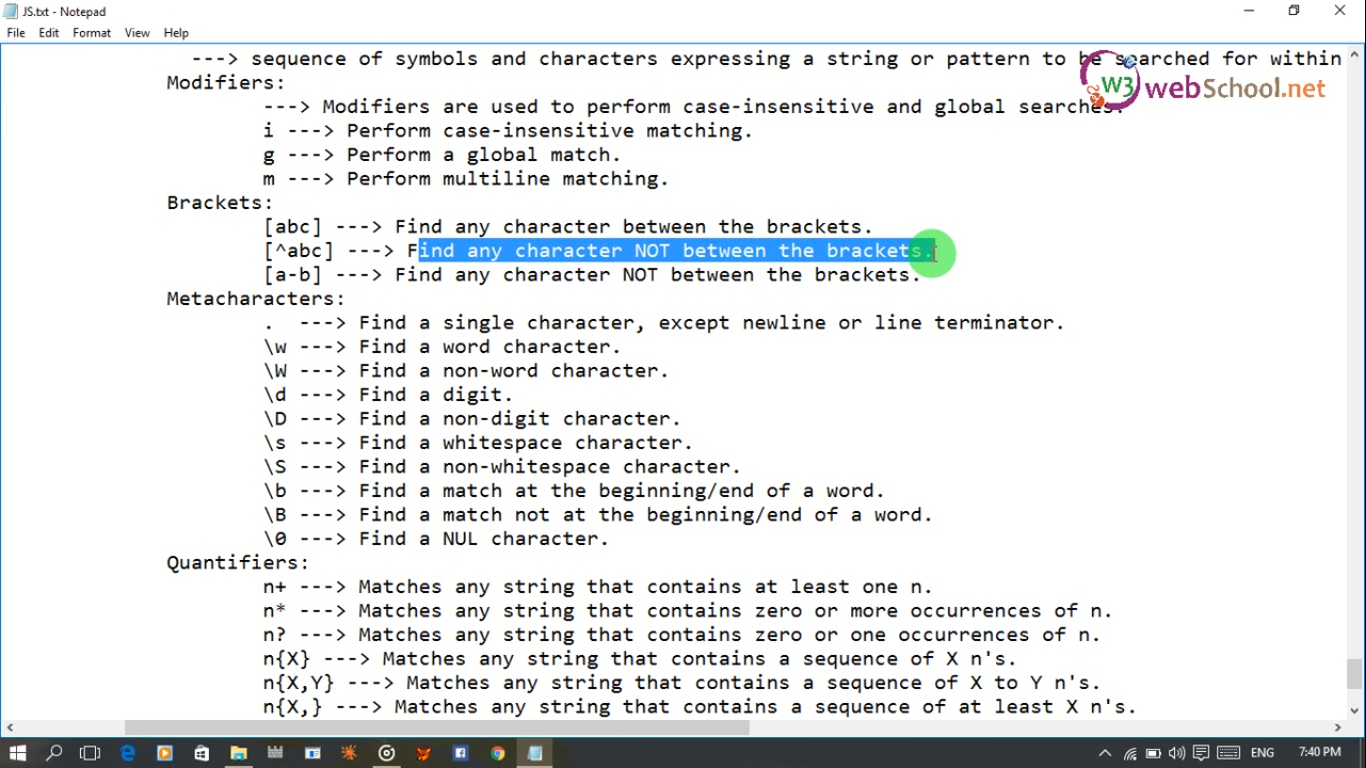 JS.txt - Notepad
File Edit Format View Help
---> sequence of symbols and characters expressing a string or pattern to be searched for within
W3 webSchool.net
Modifiers:
---> Modifiers are used to perform case-insensitive and global searches.
i ---> Perform case-insensitive matching.
g ---> Perform a global match.
m ---> Perform multiline matching.
Brackets:
[abc] ---> Find any character between the brackets.
[^abc] ---> Find any character NOT between the brackets.
[a-b] ---> Find any character NOT between the brackets.
Metacharacters:
. ---> Find a single character, except newline or line terminator.
\w ---> Find a word character.
\W ---> Find a non-word character.
\d ---> Find a digit.
\D ---> Find a non-digit character.
\s ---> Find a whitespace character.
\S ---> Find a non-whitespace character.
\b ---> Find a match at the beginning/end of a word.
\B ---> Find a match not at the beginning/end of a word.
\0 ---> Find a NUL character.
Quantifiers:
n+ ---> Matches any string that contains at least one n.
n* ---> Matches any string that contains zero or more occurrences of n.
n? ---> Matches any string that contains zero or one occurrences of n.
n{X} ---> Matches any string that contains a sequence of X n's.
n{X,Y} ---> Matches any string that contains a sequence of X to Y n's.
n{X,} ---> Matches any string that contains a sequence of at least X n's.
ENG 7:40 PM